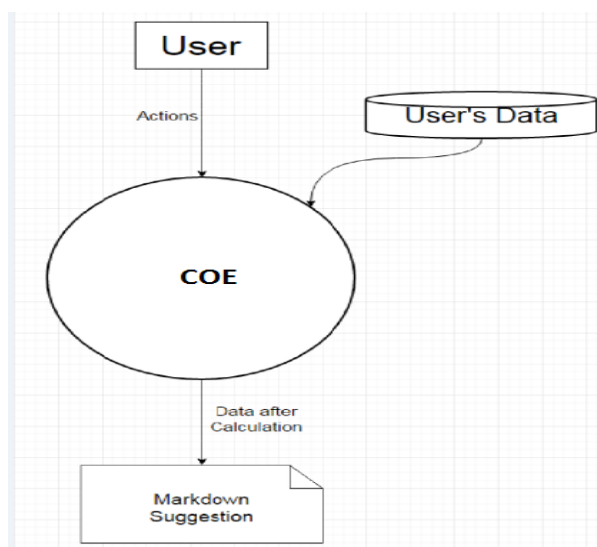 User
Actions
User's Data
COE
Data after
Calculation
Markdown
Suggestion